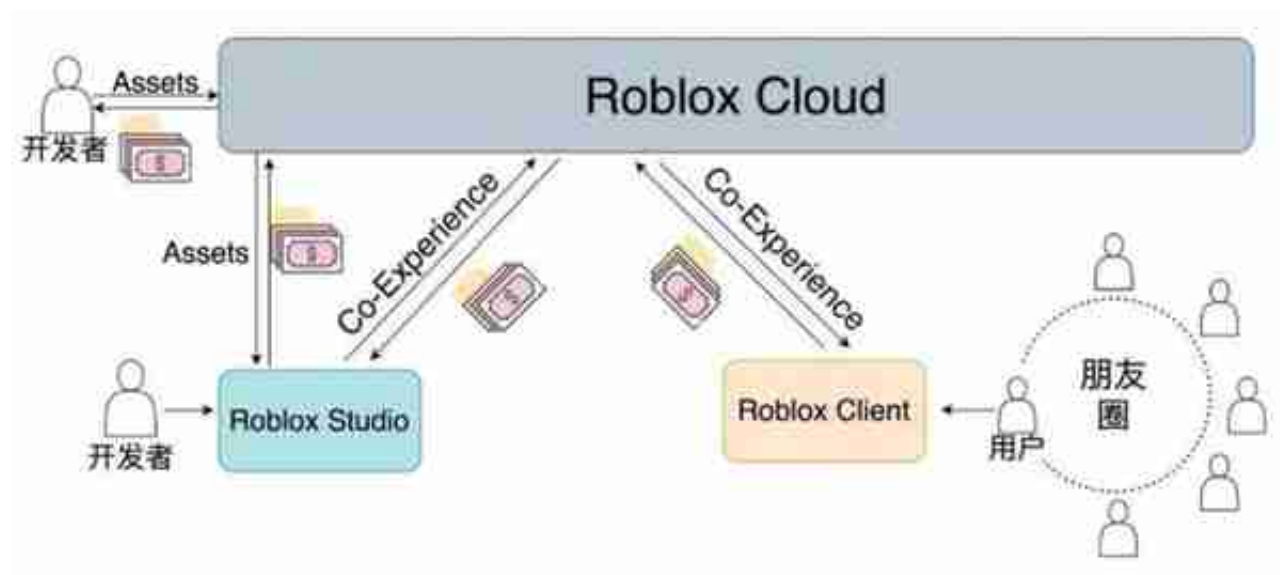 Assets
Roblox Cloud
开发者
Assets
Co-Experience
Co-Experience
Roblox Studio
开发者
Roblox Client
用户
朋友
圈